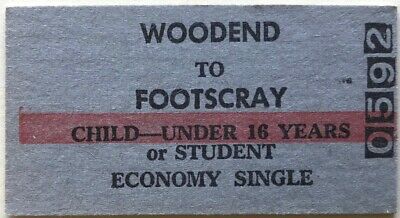 WOODEND
TO
FOOTSCRAY
CHILD—UNDER 16 YEARS
or STUDENT
ECONOMY SINGLE
0592